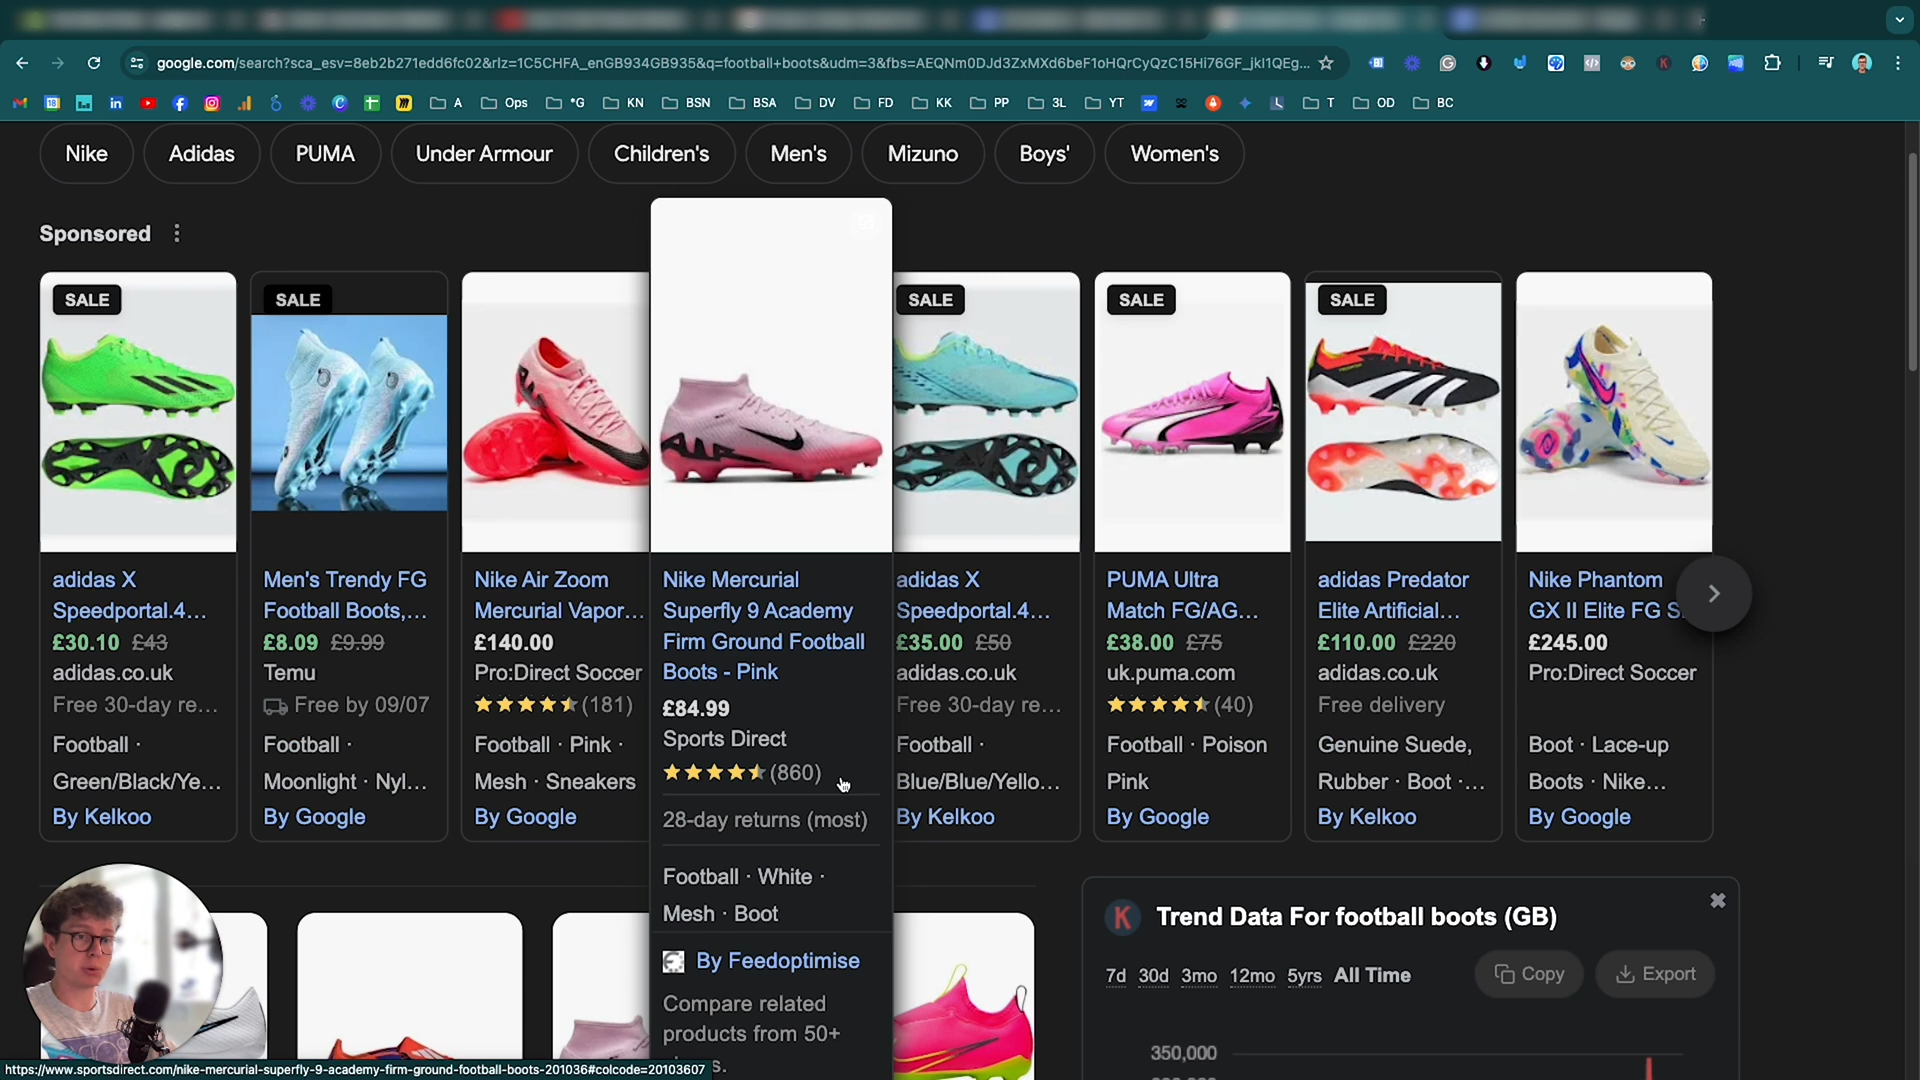 google.com/search?sca_esv=8eb2b271edd6fc02&rlz=1C5CHFA_enGB934GB935&q=football+boots&udm=3&fbs=AEQNm0DJd3ZxMXd6beF1oHQrCyQzC15Hi76GF_jkI1QEg...
A
Ops
*G
KN
BSN
BSA
DV
FD
KK
PP
3L
YT
T
OD
BC
Nike
Adidas
PUMA
Under Armour
Children's
Men's
Mizuno
Boys'
Women's
Sponsored
SALE
adidas X
Speedportal.4...
£30.10 £43
adidas.co.uk
Free 30-day re...
Football ·
Green/Black/Ye...
By Kelkoo
SALE
Men's Trendy FG
Football Boots,...
£8.09 £9.99
Temu
Free by 09/07
Football ·
Moonlight · Nyl...
By Google
Nike Air Zoom
Mercurial Vapor...
£140.00
Pro:Direct Soccer
(181)
Football · Pink ·
Mesh · Sneakers
By Google
Nike Mercurial
Superfly 9 Academy
Firm Ground Football
Boots - Pink
£84.99
Sports Direct
(860)
28-day returns (most)
Football · White ·
Mesh · Boot
By Feedoptimise
Compare related
products from 50+
SALE
adidas X
Speedportal.4...
£35.00 £50
adidas.co.uk
Free 30-day re...
Football ·
Blue/Blue/Yello...
By Kelkoo
SALE
PUMA Ultra
Match FG/AG...
£38.00 £75
uk.puma.com
(40)
Football · Poison
Pink
By Google
SALE
adidas Predator
Elite Artificial...
£110.00 £220
adidas.co.uk
Free delivery
Genuine Suede,
Rubber · Boot · ...
By Kelkoo
Nike Phantom
GX II Elite FG S...
£245.00
Pro:Direct Soccer
Boot · Lace-up
Boots · Nike...
By Google
K
Trend Data For football boots (GB)
7d
30d
3mo
12mo
5yrs
All Time
Copy
Export
350,000
https://www.sportsdirect.com/nike-mercurial-superfly-9-academy-firm-ground-football-boots-201036#colcode=20103607